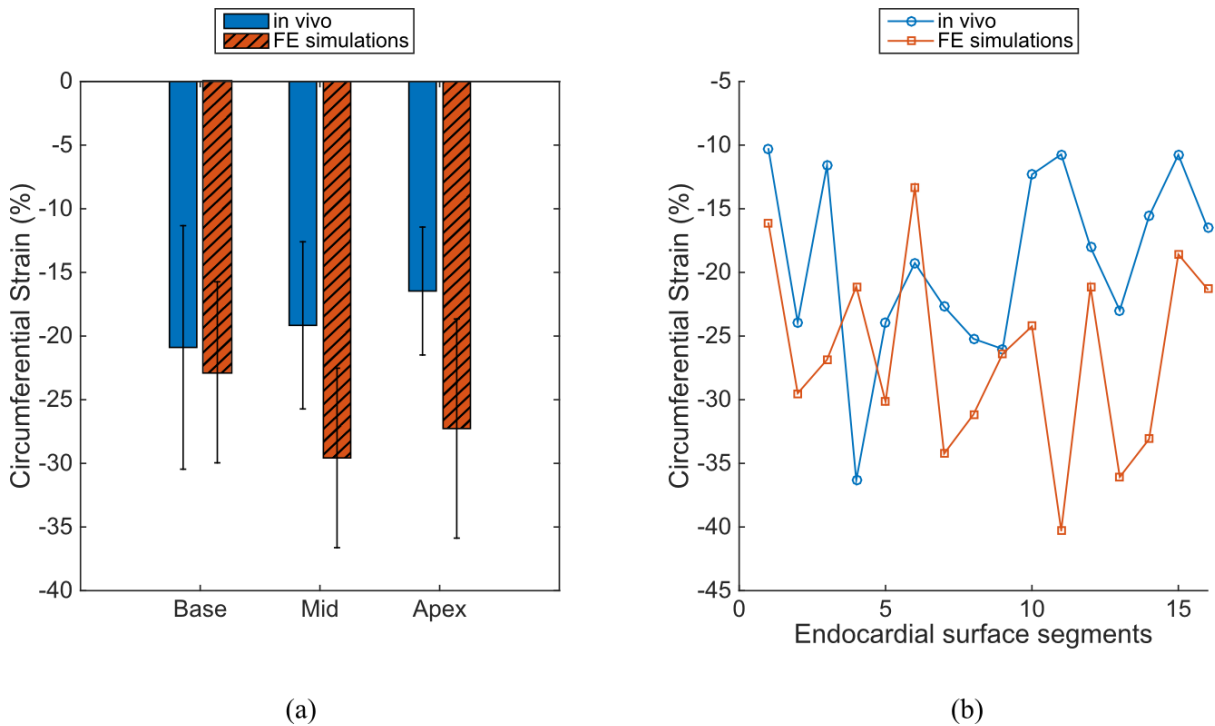 in vivo
FE simulations
0
-5
-10
-15
-20
-25
-30
-35
-40
Circumferential Strain (%)
Base Mid Apex
(a)
in vivo
FE simulations
-5
-10
-15
-20
-25
-30
-35
-40
-45
Circumferential Strain (%)
0 5 10 15
Endocardial surface segments
(b)